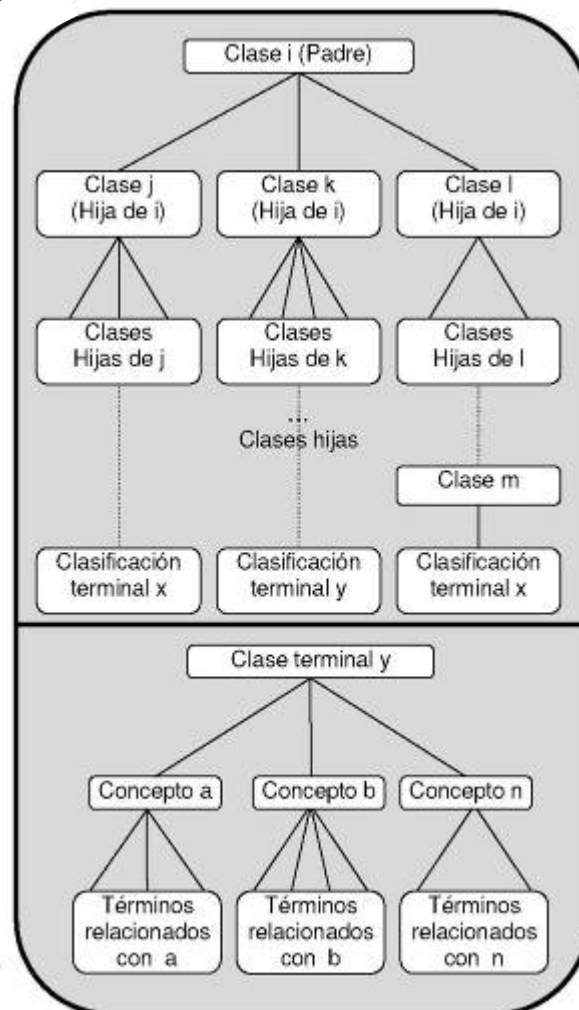 Clase i (Padre)
Clase j
(Hija de i)
Clase k
(Hija de i)
Clase l
(Hija de i)
Clases
Hijas de j
Clases
Hijas de k
Clases
Hijas de l
...
Clases hijas
Clase m
Clasificación
terminal x
Clasificación
terminal y
Clasificación
terminal x
Clase terminal y
Concepto a
Concepto b
Concepto n
Términos
relacionados
con a
Términos
relacionados
con b
Términos
relacionados
con n